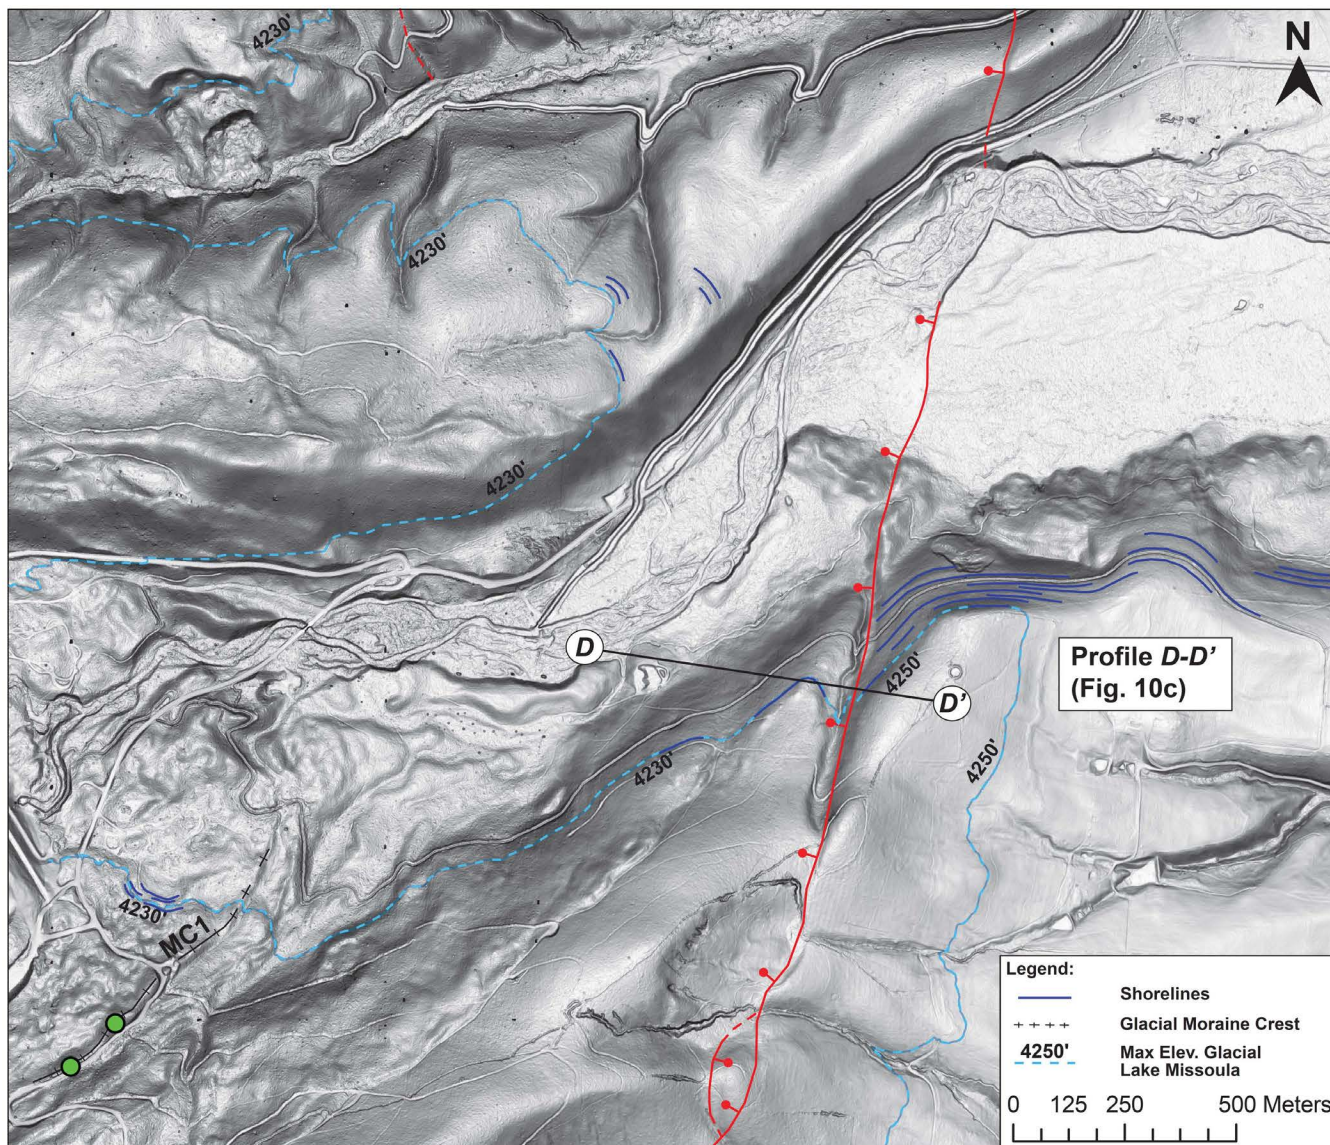 4230'
N
4230'
4230'
D
D'
4250'
Profile D-D’
(Fig. 10c)
4230'
4250'
4230'
MC1
Legend:
Shorelines
Glacial Moraine Crest
4250'
Max Elev. Glacial
Lake Missoula
0 125 250 500 Meters